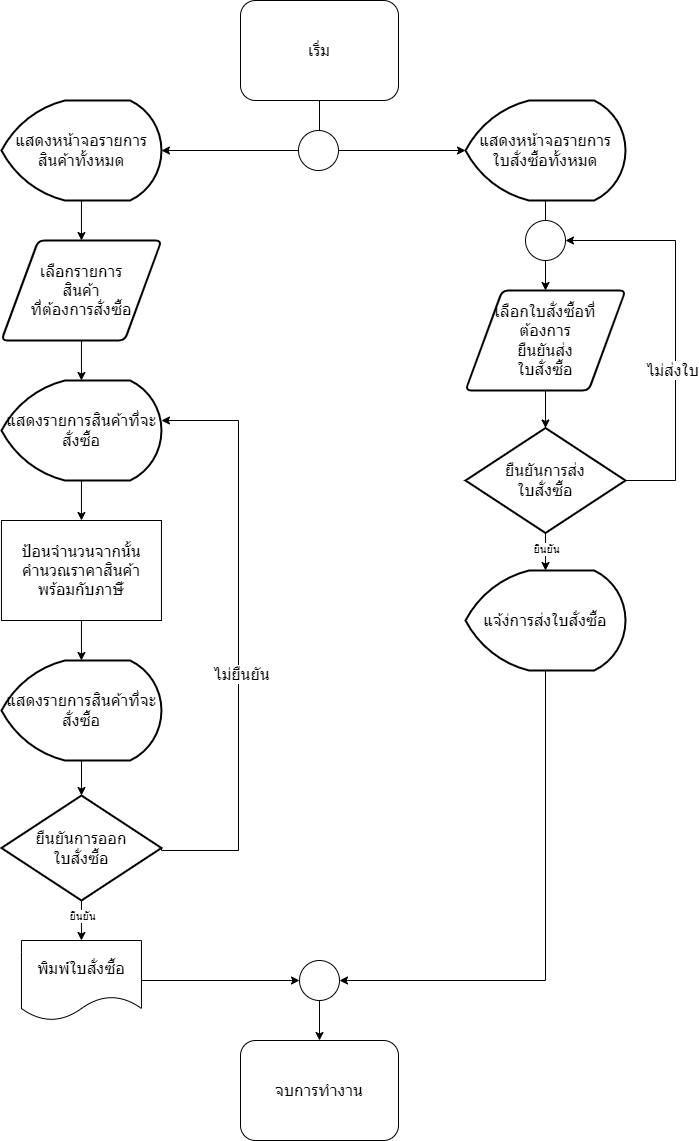 เริ่ม
แสดงหน้าจอรายการ
สินค้าทั้งหมด
แสดงหน้าจอรายการ
ใบสั่งซื้อทั้งหมด
เลือกรายการ
สินค้า
ที่ต้องการสั่งซื้อ
เลือกใบสั่งซื้อที่
ต้องการ
ยืนยันส่ง
ใบสั่งซื้อ
ไม่ส่งใบ
แสดงรายการสินค้าที่จะ
สั่งซื้อ
ยืนยันการส่ง
ใบสั่งซื้อ
ยืนยัน
ป้อนจำนวนจากนั้น
คำนวณราคาสินค้า
พร้อมกับภาษี
แจ้ง่การส่งใบสั่งซื้อ
ไม่ยืนยัน
แสดงรายการสินค้าที่จะ
สั่งซื้อ
ยืนยันการออก
ใบสั่งซื้อ
ยืนยัน
พิมพ์ใบสั่งซื้อ
จบการทำงาน